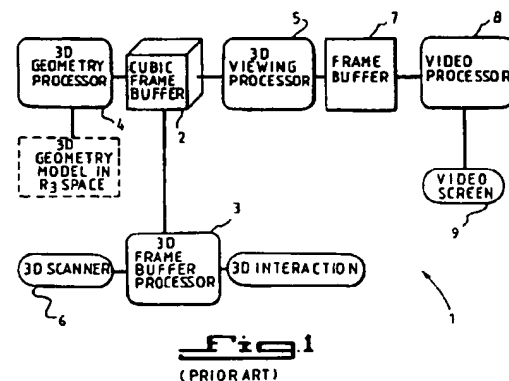 5
7
8
3D
GEOMETRY
PROCESSOR
CUBIC
FRAME
BUFFER
3D
VIEWING
PROCESSOR
FRAME
BUFFER
VIDEO
PROCESSOR
4
2
3D
GEOMETRY
MODEL IN
R3 SPACE
VIDEO
SCREEN
9
3
3D SCANNER
3D
FRAME
BUFFER
PROCESSOR
3D INTERACTION
6
1
Fig. 1
(PRIOR ART)